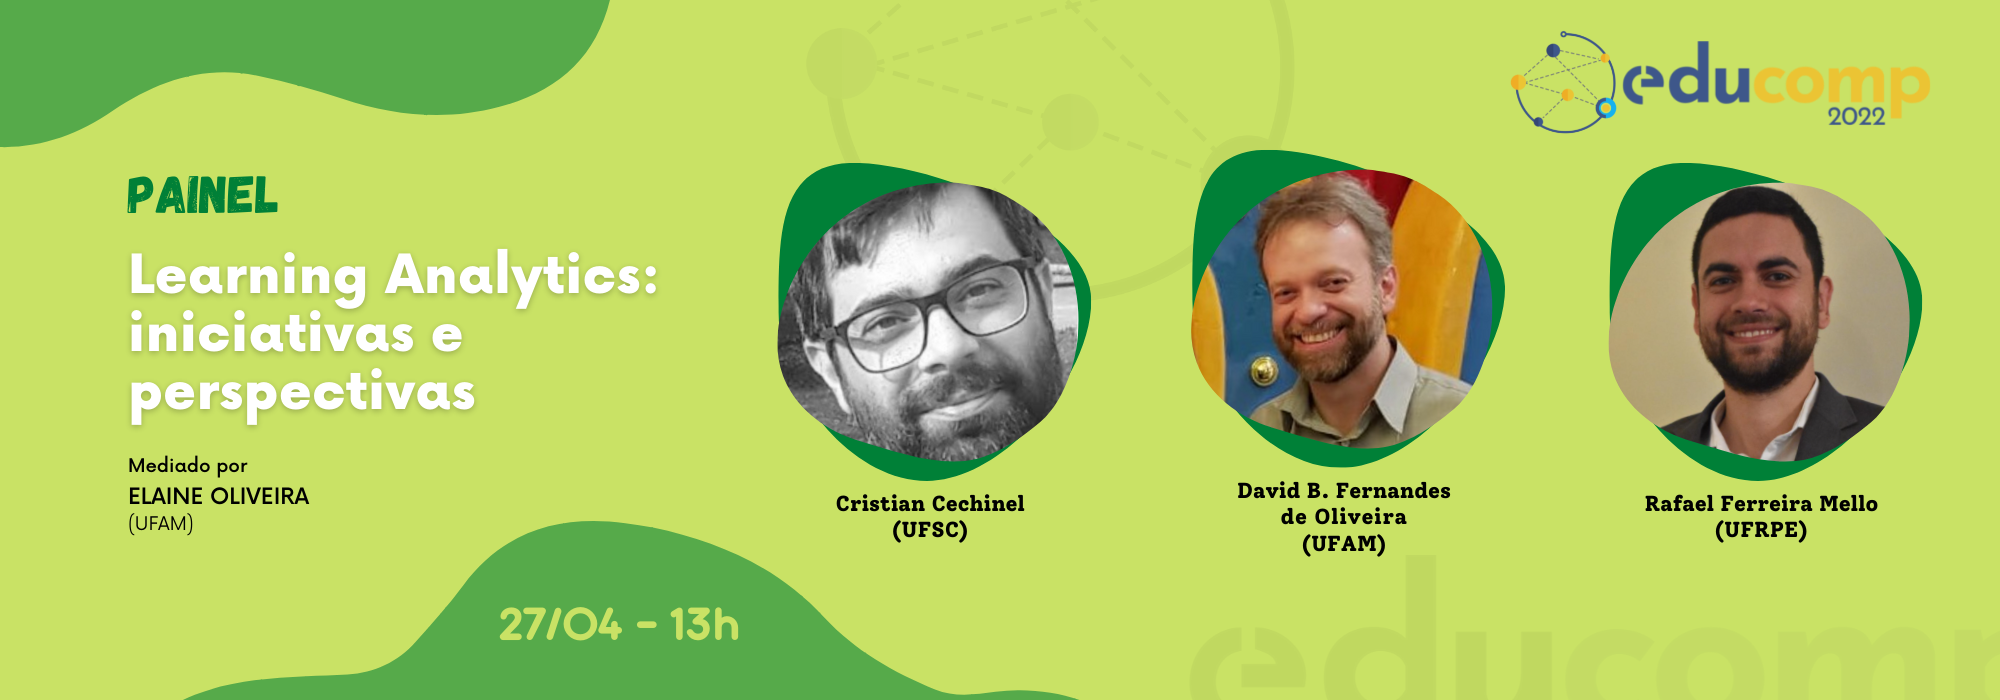 educomp
2022
PAINEL
Learning Analytics:
iniciativas e
perspectivas
Mediado por
ELAINE OLIVEIRA
(UFAM)
Cristian Cechinel
(UFSC)
David B. Fernandes
de Oliveira
(UFAM)
Rafael Ferreira Mello
(UFRPE)
27/04 - 13h
educomp